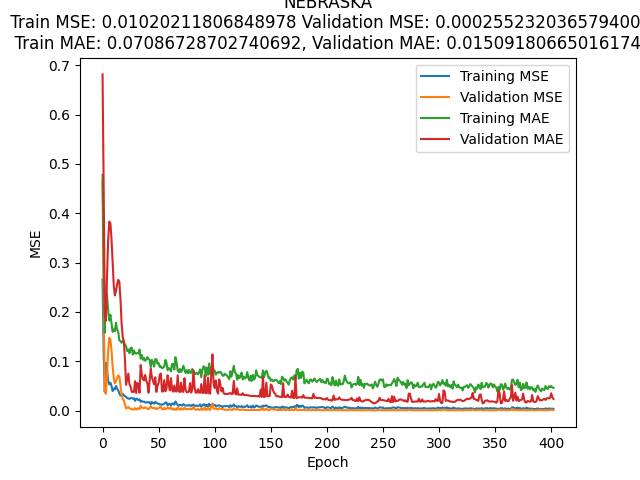 NEBRASKA
Train MSE: 0.01020211806848978 Validation MSE: 0.000255232036579400
Train MAE: 0.07086728702740692, Validation MAE: 0.01509180665016174
0.7
0.6
0.5
0.4
0.3
0.2
0.1
0.0
MSE
Training MSE
Validation MSE
Training MAE
Validation MAE
0 50 100 150 200 250 300 350 400
Epoch